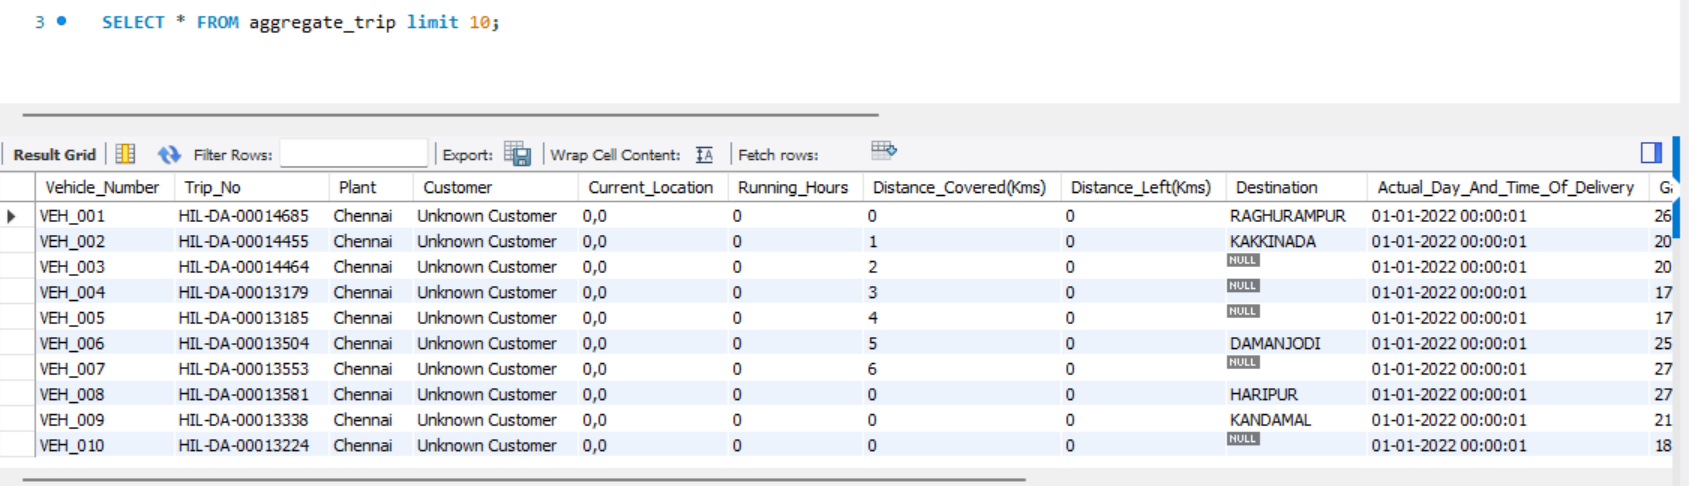 3 SELECT * FROM aggregate_trip limit 10;
Result Grid Filter Rows: Export: Wrap Cell Content: IA Fetch rows:
Vehicle_Number Trip_No Plant Customer Current_Location Running_Hours Distance_Covered(Kms) Distance_Left(Kms) Destination Actual_Day_And_Time_Of_Delivery Ga
VEH_001 HIL-DA-00014685 Chennai Unknown Customer 0,0 0 0 0 RAGHURAMPUR 01-01-2022 00:00:01 26
VEH_002 HIL-DA-00014455 Chennai Unknown Customer 0,0 0 1 0 KAKKINADA 01-01-2022 00:00:01 20
VEH_003 HIL-DA-00014464 Chennai Unknown Customer 0,0 0 2 0 NULL 01-01-2022 00:00:01 20
VEH_004 HIL-DA-00013179 Chennai Unknown Customer 0,0 0 3 0 NULL 01-01-2022 00:00:01 17
VEH_005 HIL-DA-00013185 Chennai Unknown Customer 0,0 0 4 0 NULL 01-01-2022 00:00:01 17
VEH_006 HIL-DA-00013504 Chennai Unknown Customer 0,0 0 5 0 DAMANJODI 01-01-2022 00:00:01 25
VEH_007 HIL-DA-00013553 Chennai Unknown Customer 0,0 0 6 0 NULL 01-01-2022 00:00:01 27
VEH_008 HIL-DA-00013581 Chennai Unknown Customer 0,0 0 0 0 HARIPUR 01-01-2022 00:00:01 27
VEH_009 HIL-DA-00013338 Chennai Unknown Customer 0,0 0 0 0 KANDAMAL 01-01-2022 00:00:01 21
VEH_010 HIL-DA-00013224 Chennai Unknown Customer 0,0 0 0 0 NULL 01-01-2022 00:00:01 18